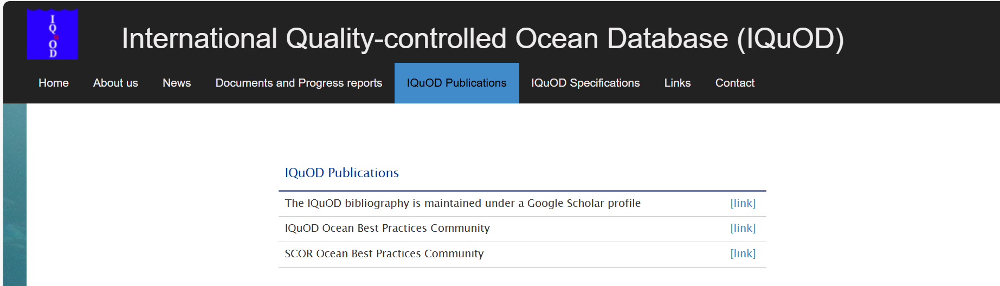 I
Q
u
O
D
International Quality-controlled Ocean Database (IQuOD)
Home About us News Documents and Progress reports IQuOD Publications IQuOD Specifications Links Contact
IQuOD Publications
The IQuOD bibliography is maintained under a Google Scholar profile [link]
IQuOD Ocean Best Practices Community [link]
SCOR Ocean Best Practices Community [link]